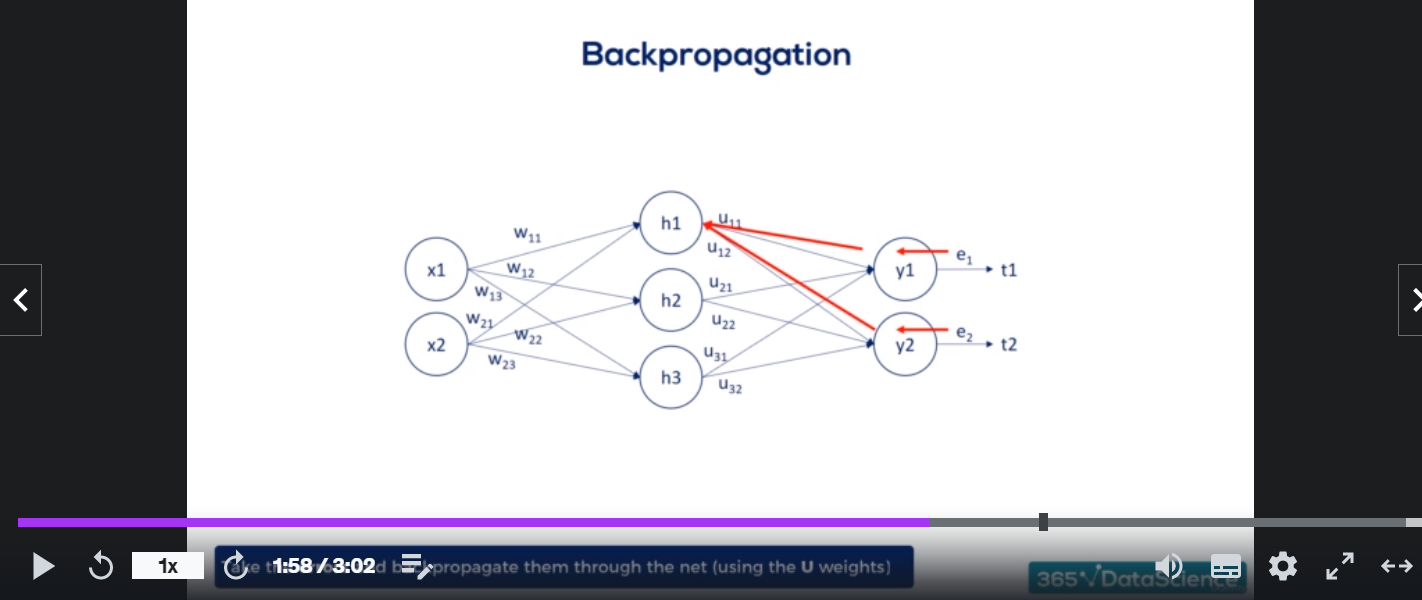 Backpropagation
h1
u11
w11
u12
x1
w12
e1
y1
t1
w13
u21
h2
w21
u22
w22
e2
x2
y2
t2
w23
u31
h3
u32
1x
1:58 / 3:02
propagate them through the net (using the U weights)
365 DataScience